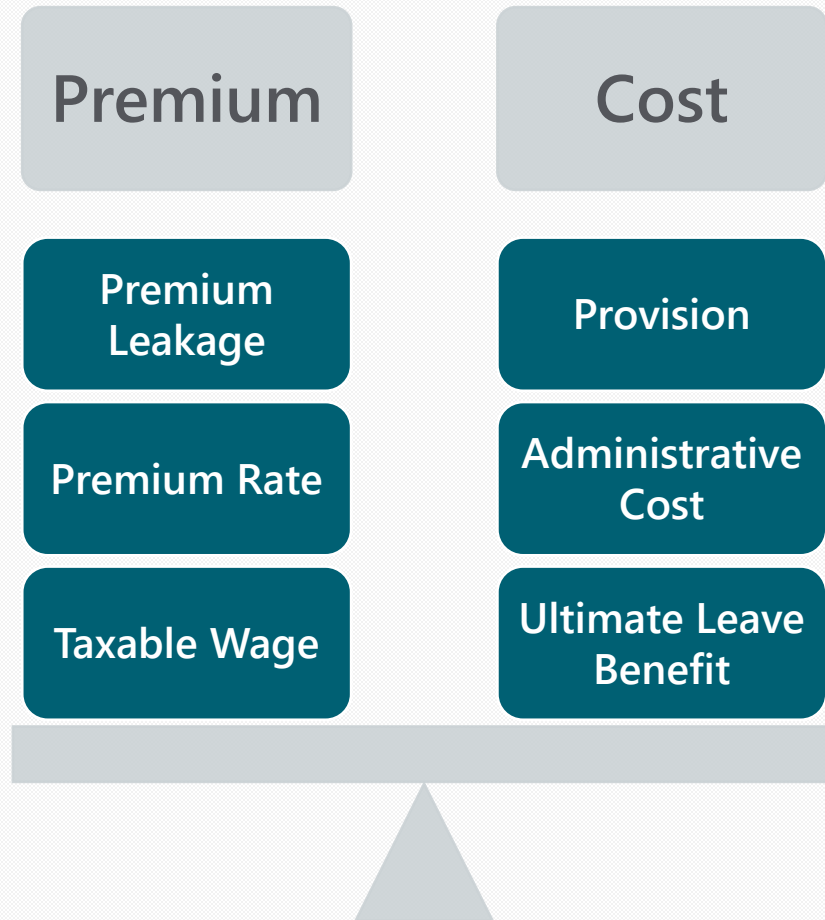 Premium
Cost
Premium
Leakage
Provision
Premium Rate
Administrative
Cost
Taxable Wage
Ultimate Leave
Benefit